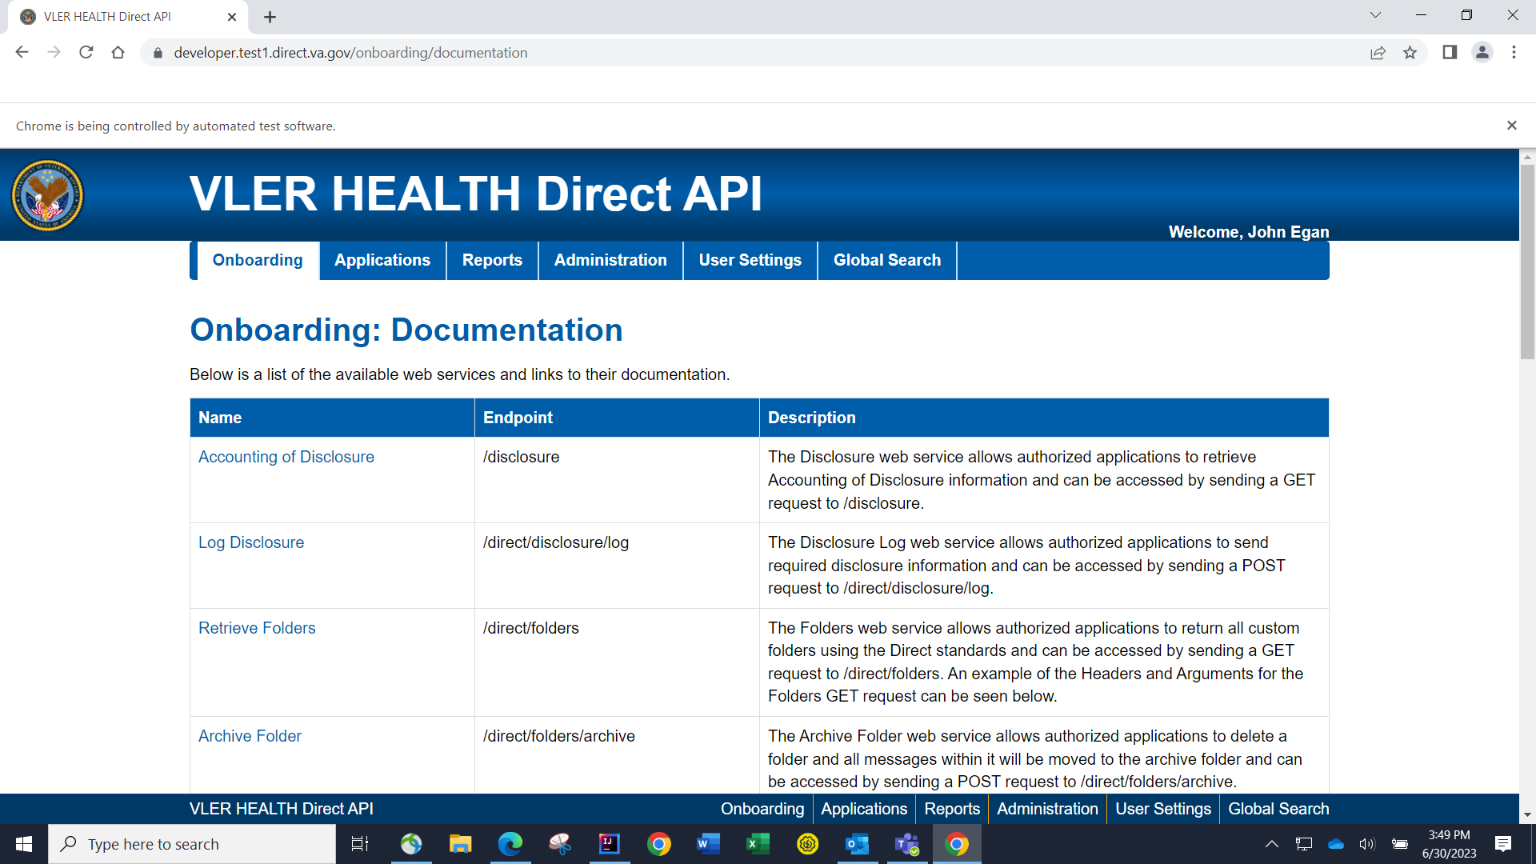 VLER HEALTH Direct API
developer.test1.direct.va.gov/onboarding/documentation
Chrome is being controlled by automated test software.
VLER HEALTH Direct API
Welcome, John Egan
Onboarding Applications Reports Administration User Settings Global Search
Onboarding: Documentation
Below is a list of the available web services and links to their documentation.
Name Endpoint Description
Accounting of Disclosure /disclosure The Disclosure web service allows authorized applications to retrieve
Accounting of Disclosure information and can be accessed by sending a GET
request to /disclosure.
Log Disclosure /direct/disclosure/log The Disclosure Log web service allows authorized applications to send
required disclosure information and can be accessed by sending a POST
request to /direct/disclosure/log.
Retrieve Folders /direct/folders The Folders web service allows authorized applications to return all custom
folders using the Direct standards and can be accessed by sending a GET
request to /direct/folders. An example of the Headers and Arguments for the
Folders GET request can be seen below.
Archive Folder /direct/folders/archive The Archive Folder web service allows authorized applications to delete a
folder and all messages within it will be moved to the archive folder and can
be accessed by sending a POST request to /direct/folders/archive.
VLER HEALTH Direct API Onboarding Applications Reports Administration User Settings Global Search
Type here to search
3:49 PM
6/30/2023